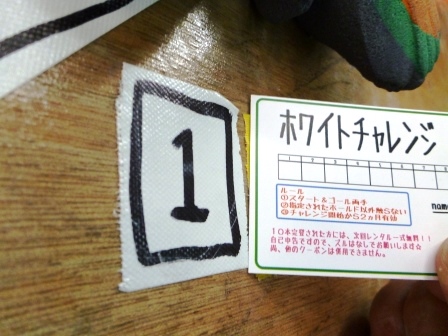 1
ホワイトチャレンジ
ルール
①スタート&ゴール両手
②指定されたホールド以外触らない
③チャレンジ開始から2ヵ月有効
name
10本完登された方には、次回レンタル一式無料!!
自己申告ですので、ズルはなしでお願いします☆
尚、他のクーポンは併用できません。